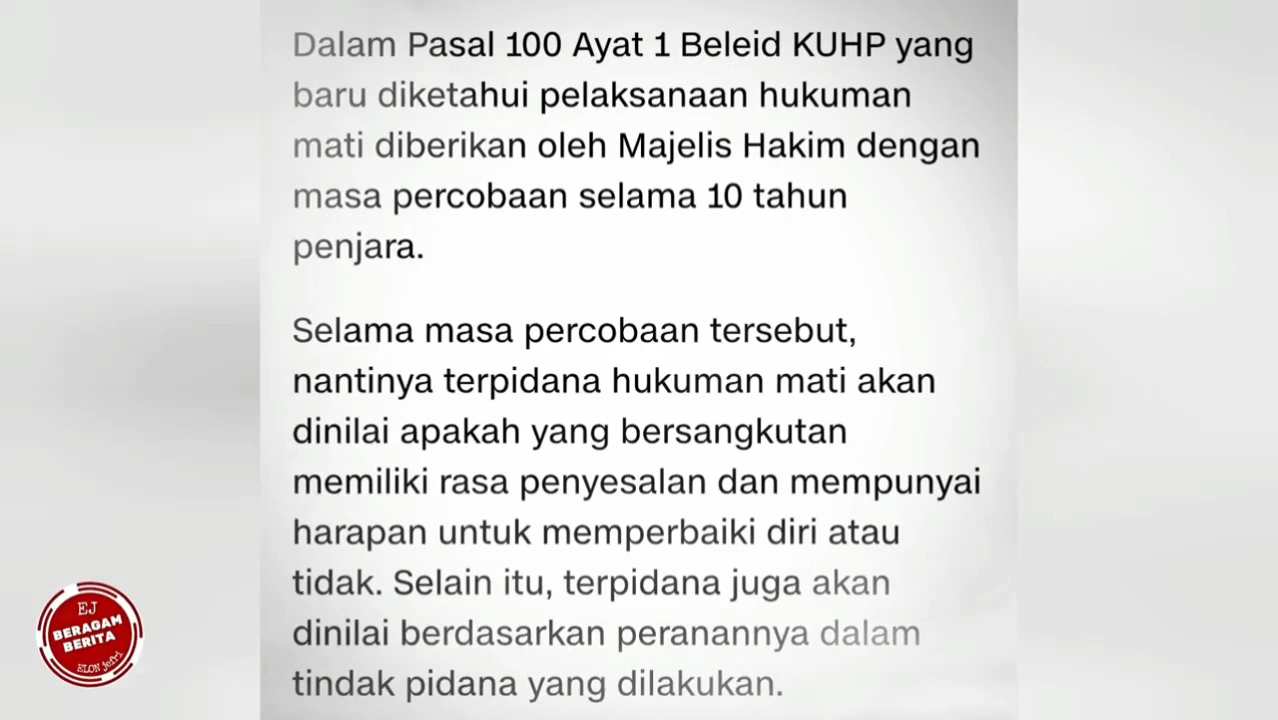 Dalam Pasal 100 Ayat 1 Beleid KUHP yang
baru diketahui pelaksanaan hukuman
mati diberikan oleh Majelis Hakim dengan
masa percobaan selama 10 tahun
penjara.
Selama masa percobaan tersebut,
nantinya terpidana hukuman mati akan
dinilai apakah yang bersangkutan
memiliki rasa penyesalan dan mempunyai
harapan untuk memperbaiki diri atau
tidak. Selain itu, terpidana juga akan
dinilai berdasarkan peranannya dalam
tindak pidana yang dilakukan.
EJ
BERAGAM
BERITA
ELON Jefri